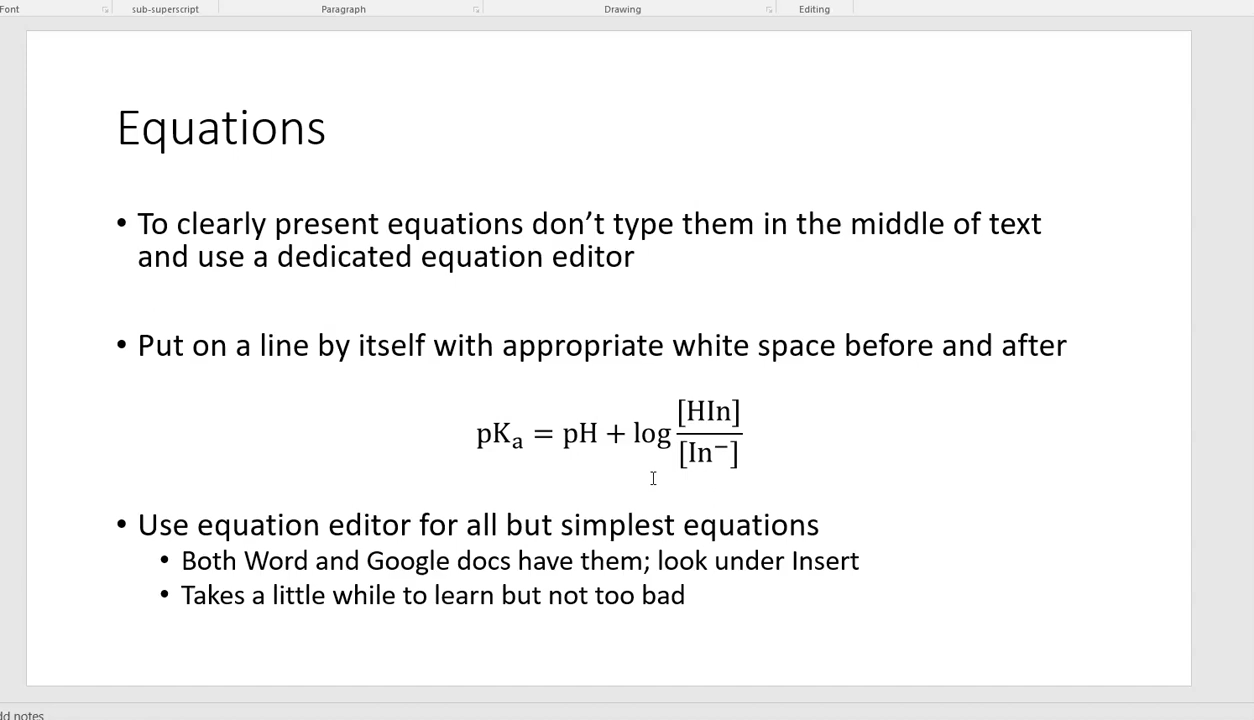 Font sub-superscript Paragraph Drawing Editing
Equations
• To clearly present equations don’t type them in the middle of text
and use a dedicated equation editor
• Put on a line by itself with appropriate white space before and after
pKₐ = pH + log [HIn]/[In⁻]
• Use equation editor for all but simplest equations
• Both Word and Google docs have them; look under Insert
• Takes a little while to learn but not too bad
dd notes